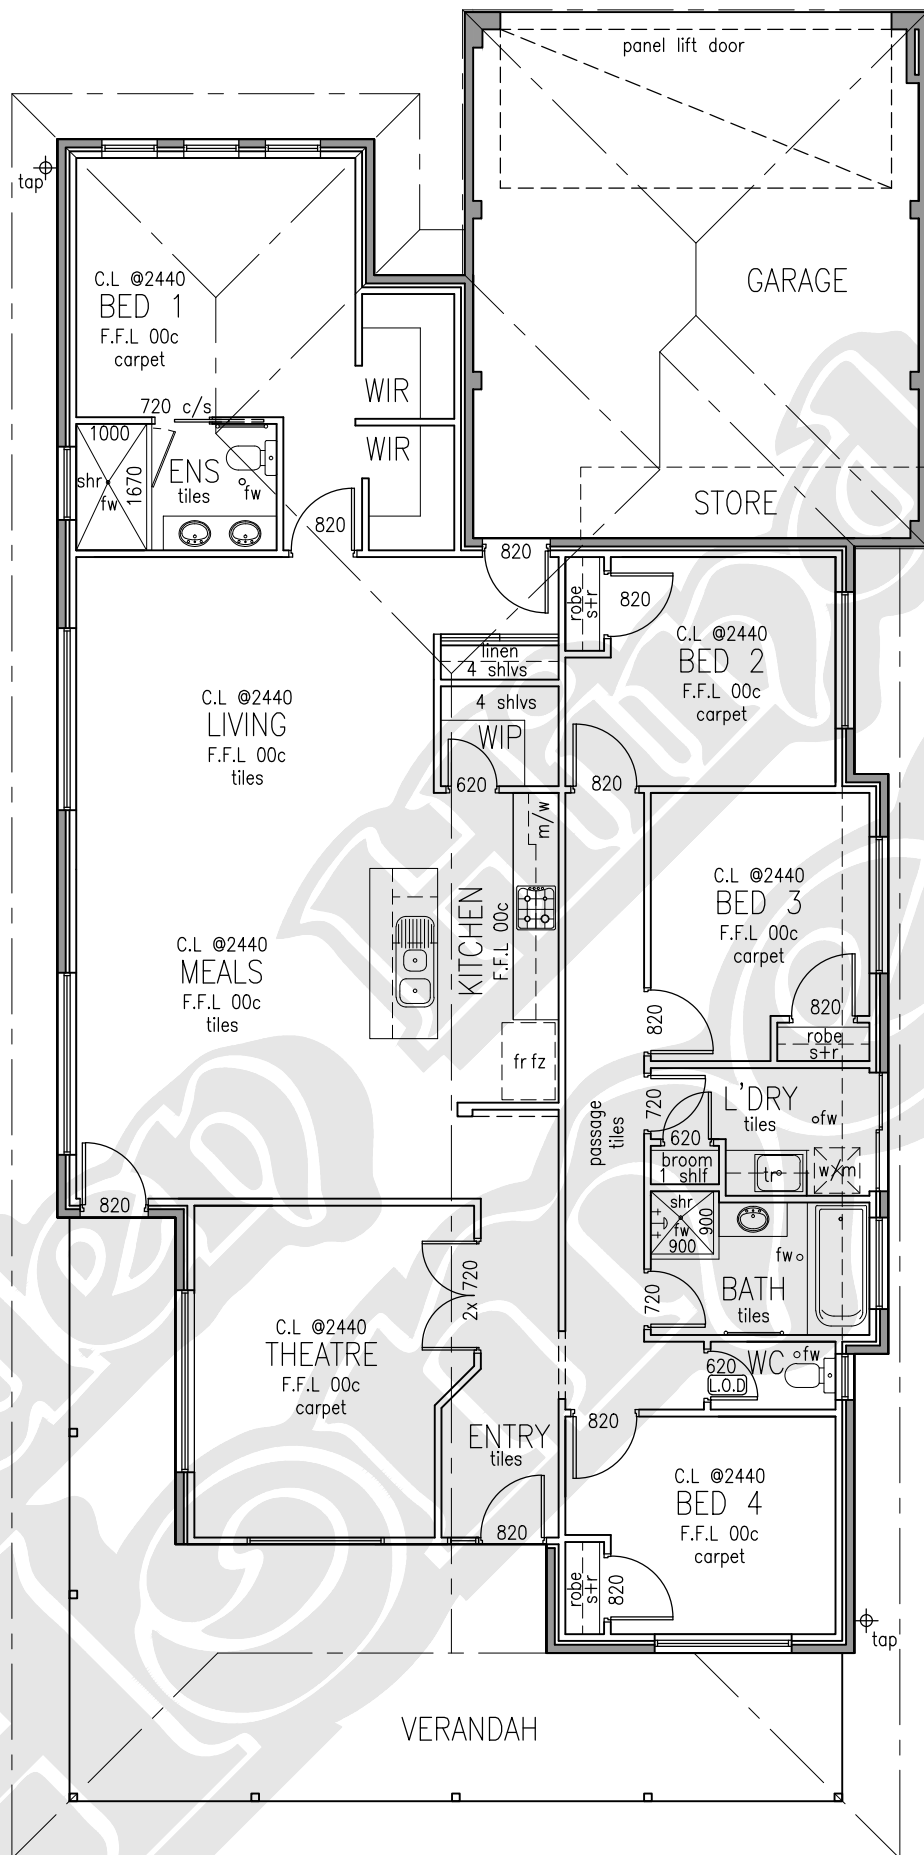 panel lift door
tap
GARAGE
C.L @2440
BED 1
F.F.L 00c
carpet
WIR
720 c/s
1000
WIR
ENS
tiles
shr
fw
1670
fw
STORE
820
820
robe
s+r
820
C.L @2440
BED 2
F.F.L 00c
carpet
linen
4 shlvs
C.L @2440
LIVING
F.F.L 00c
tiles
4 shlvs
WIP
620
820
m/w
C.L @2440
BED 3
F.F.L 00c
carpet
KITCHEN
F.F.L 00c
C.L @2440
MEALS
F.F.L 00c
tiles
820
820
robe
s+r
fr fz
passage
tiles
720
L'DRY
tiles
fw
620
broom
1 shlf
tr
w m
820
shr
fw
900
900
fw
BATH
tiles
720
2x 720
C.L @2440
THEATRE
F.F.L 00c
carpet
620
WC
fw
L.O.D
820
ENTRY
tiles
C.L @2440
BED 4
F.F.L 00c
carpet
820
robe
s+r
820
tap
VERANDAH